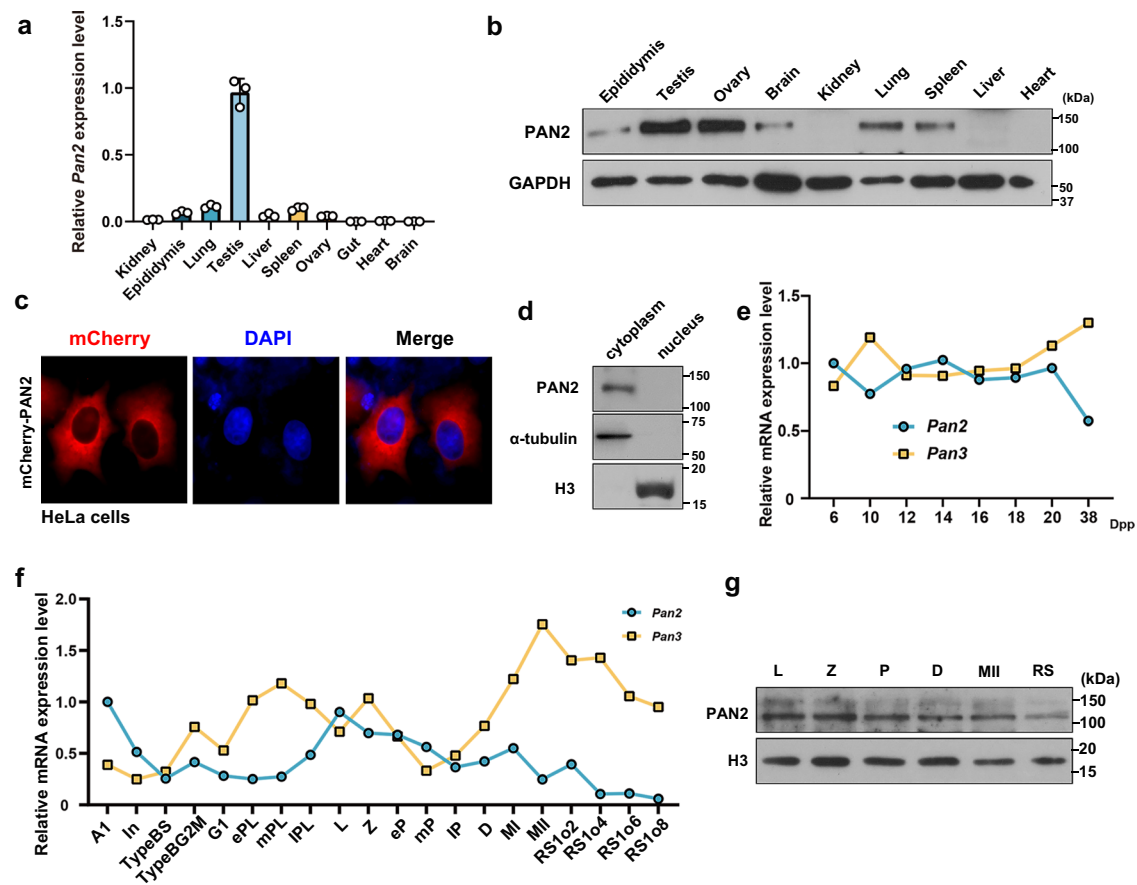 a
Relative Pan2 expression level
1.5
1.0
0.5
0.0
Kidney
Epididymis
Lung
Testis
Liver
Spleen
Ovary
Gut
Heart
Brain
b
Epididymis
Testis
Ovary
Brain
Kidney
Lung
Spleen
Liver
Heart
(kDa)
PAN2
150
100
GAPDH
50
37
c
mCherry
DAPI
Merge
mCherry-PAN2
HeLa cells
d
cytoplasm
nucleus
PAN2
150
100
α-tubulin
75
50
H3
20
15
e
Relative mRNA expression level
1.5
1.0
0.5
0
Pan2
Pan3
6 10 12 14 16 18 20 38
Dpp
f
Relative mRNA expression level
2.0
1.5
1.0
0.5
0
Pan2
Pan3
A1
In
TypeBS
TypeBG2M
G1
ePL
mPL
lPL
L
Z
eP
mP
lP
D
MI
MII
RS1o2
RS1o4
RS1o6
RS1o8
g
L Z P D MII RS
(kDa)
PAN2
150
100
H3
20
15